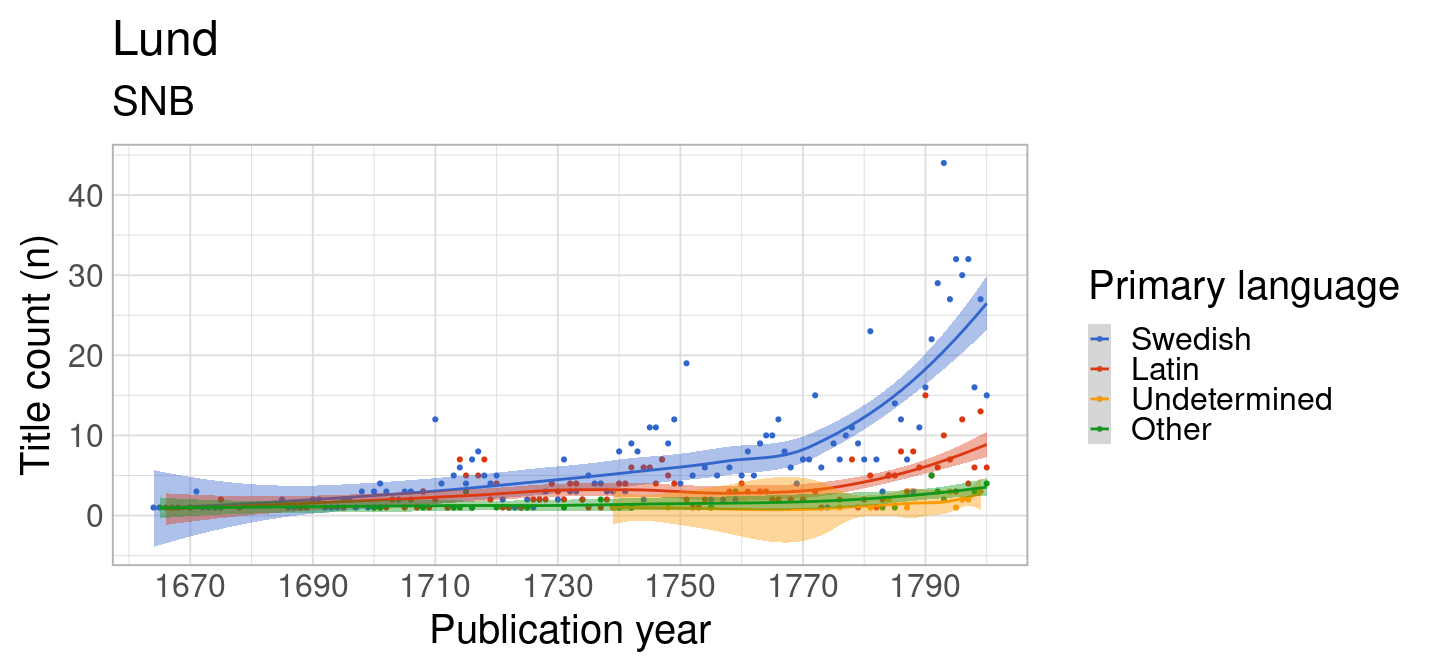 Lund
SNB
Title count (n)
40
30
20
10
0
1670 1690 1710 1730 1750 1770 1790
Publication year
Primary language
Swedish
Latin
Undetermined
Other